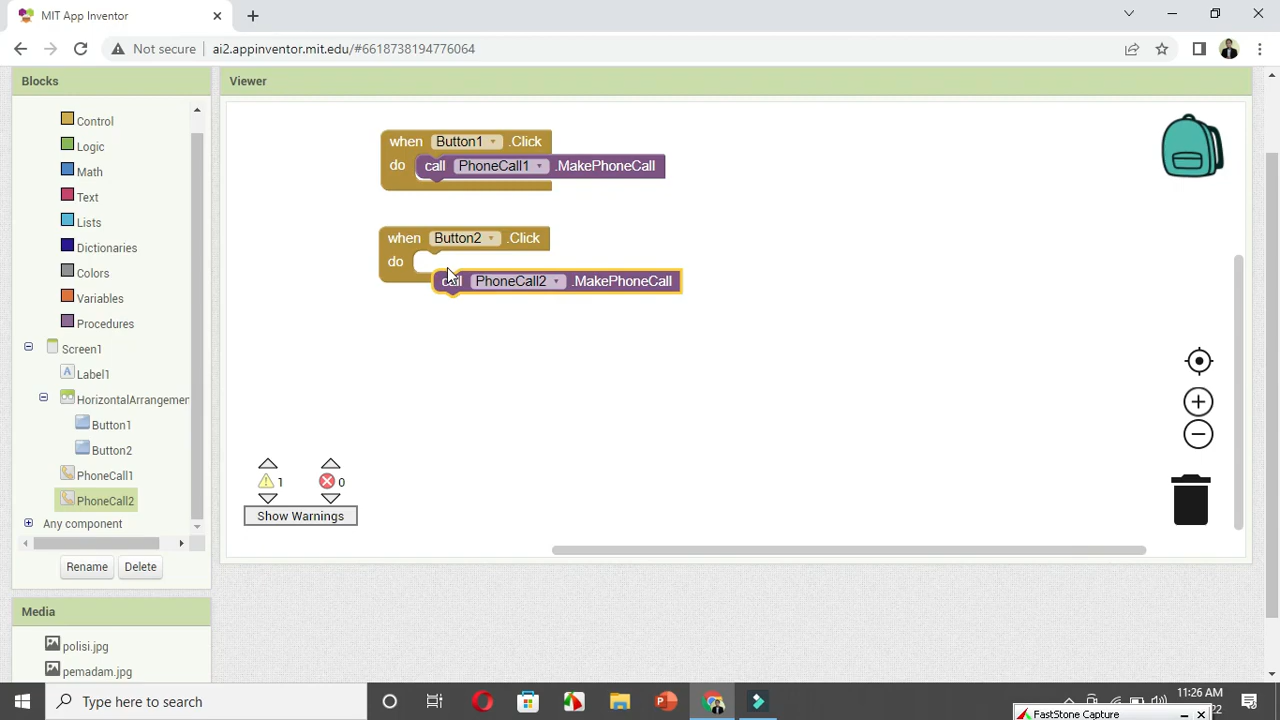 MIT App Inventor
Not secure
ai2.appinventor.mit.edu/#6618738194776064
Blocks
Control
Logic
Math
Text
Lists
Dictionaries
Colors
Variables
Procedures
Screen1
A Label1
HorizontalArrangemer
Button1
Button2
PhoneCall1
PhoneCall2
Any component
Rename
Delete
Media
polisi.jpg
pemadam.jpg
Viewer
when Button1 .Click
do call PhoneCall1 .MakePhoneCall
when Button2 .Click
do
call PhoneCall2 .MakePhoneCall
1
0
Show Warnings
Type here to search
11:26 AM
FastStone Capture